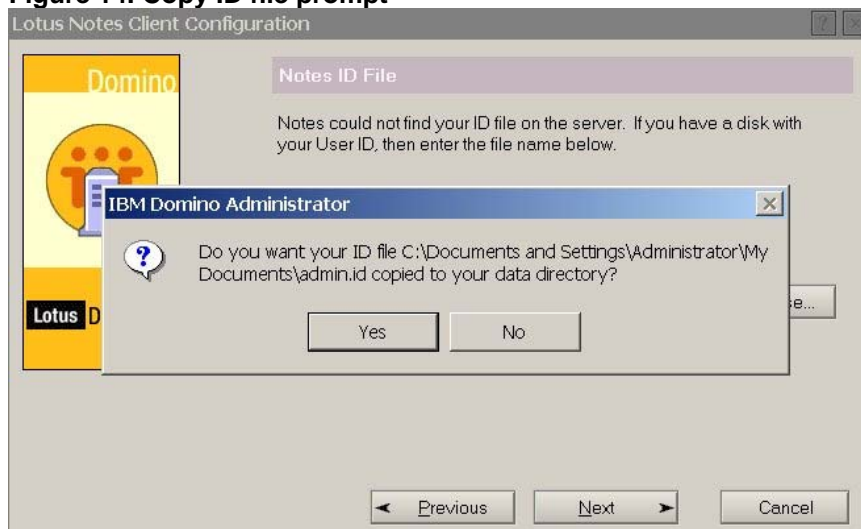 Figure 14. Copy ID file prompt
Lotus Notes Client Configuration
Domino
Notes ID File
Notes could not find your ID file on the server. If you have a disk with
your User ID, then enter the file name below.
IBM Domino Administrator
Do you want your ID file C:\Documents and Settings\Administrator\My
Documents\admin.id copied to your data directory?
Yes
No
Lotus D
e...
Previous
Next
Cancel